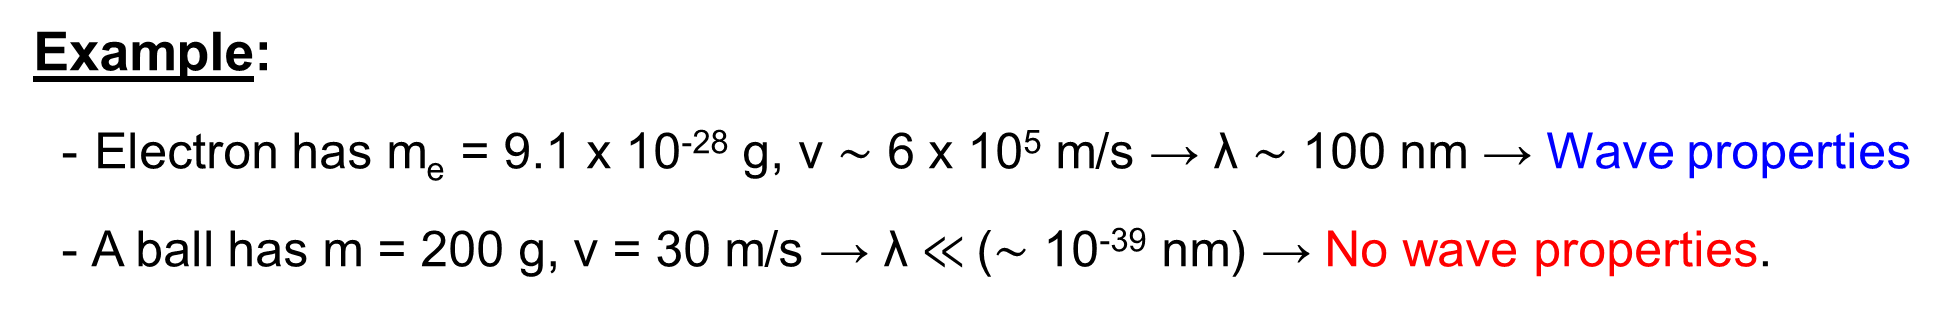 Example:
- Electron has mₑ = 9.1 x 10⁻²⁸ g, v ~ 6 x 10⁵ m/s → λ ~ 100 nm → Wave properties
- A ball has m = 200 g, v = 30 m/s → λ ≪ (~ 10⁻³⁹ nm) → No wave properties.